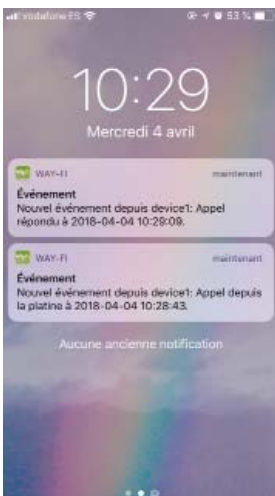 vodafone ES 53 %
10:29
Mercredi 4 avril
WAY-FI maintenant
Événement
Nouvel événement depuis device1: Appel
répondu à 2018-04-04 10:29:09.
WAY-FI maintenant
Événement
Nouvel événement depuis device1: Appel depuis
la platine à 2018-04-04 10:28:43.
Aucune ancienne notification